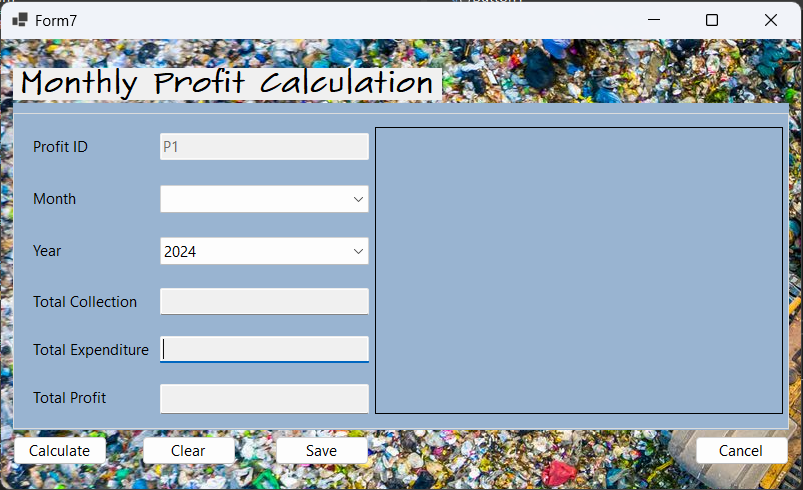 Form7
Monthly Profit Calculation
Profit ID P1
Month
Year 2024
Total Collection
Total Expenditure
Total Profit
Calculate Clear Save Cancel